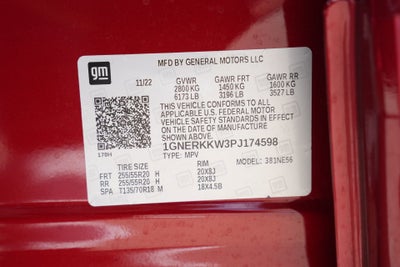 gm
MFD BY GENERAL MOTORS LLC
11/22 GVWR GAWR FRT GAWR RR
2800 KG 1450 KG 1600 KG
6173 LB 3196 LB 3527 LB
THIS VEHICLE CONFORMS TO ALL
APPLICABLE U.S. FEDERAL MOTOR
VEHICLE SAFETY STANDARDS IN EFFECT
ON THE DATE OF MANUFACTURE
SHOWN ABOVE.
1GNERKKW3PJ174598
170H TYPE: MPV MODEL: 381NE56
TIRE SIZE RIM
FRT 255/55R20 H 20X8J
RR 255/55R20 H 20X8J
SPA T135/70R18 M 18X4.5B